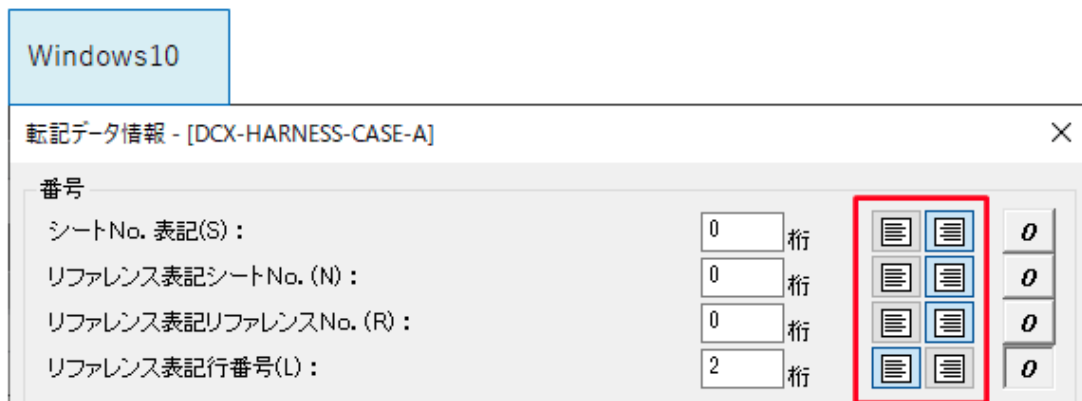 Windows10
転記データ情報 - [DCX-HARNESS-CASE-A]
番号
シートNo. 表記(S)： 0 桁 0
リファレンス表記シートNo. (N)： 0 桁 0
リファレンス表記リファレンスNo. (R)： 0 桁 0
リファレンス表記行番号(L)： 2 桁 0